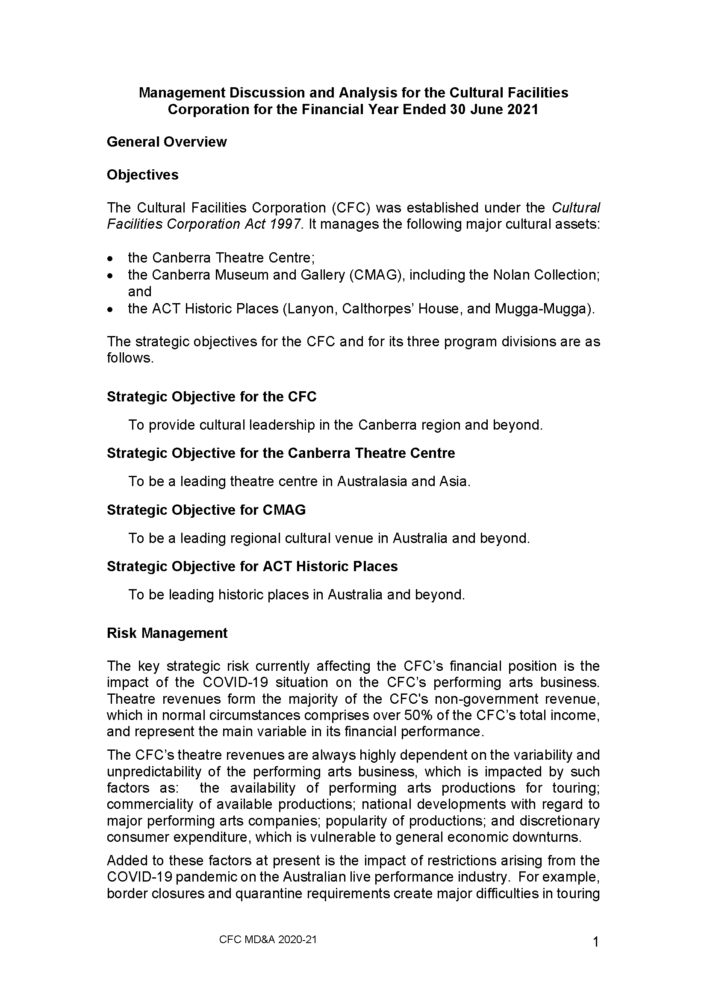 Management Discussion and Analysis for the Cultural Facilities
Corporation for the Financial Year Ended 30 June 2021
General Overview
Objectives
The Cultural Facilities Corporation (CFC) was established under the Cultural
Facilities Corporation Act 1997. It manages the following major cultural assets:
• the Canberra Theatre Centre;
• the Canberra Museum and Gallery (CMAG), including the Nolan Collection;
and
• the ACT Historic Places (Lanyon, Calthorpes’ House, and Mugga-Mugga).
The strategic objectives for the CFC and for its three program divisions are as
follows.
Strategic Objective for the CFC
To provide cultural leadership in the Canberra region and beyond.
Strategic Objective for the Canberra Theatre Centre
To be a leading theatre centre in Australasia and Asia.
Strategic Objective for CMAG
To be a leading regional cultural venue in Australia and beyond.
Strategic Objective for ACT Historic Places
To be leading historic places in Australia and beyond.
Risk Management
The key strategic risk currently affecting the CFC’s financial position is the
impact of the COVID-19 situation on the CFC’s performing arts business.
Theatre revenues form the majority of the CFC's non-government revenue,
which in normal circumstances comprises over 50% of the CFC’s total income,
and represent the main variable in its financial performance.
The CFC’s theatre revenues are always highly dependent on the variability and
unpredictability of the performing arts business, which is impacted by such
factors as: the availability of performing arts productions for touring;
commerciality of available productions; national developments with regard to
major performing arts companies; popularity of productions; and discretionary
consumer expenditure, which is vulnerable to general economic downturns.
Added to these factors at present is the impact of restrictions arising from the
COVID-19 pandemic on the Australian live performance industry. For example,
border closures and quarantine requirements create major difficulties in touring
CFC MD&A 2020-21 1